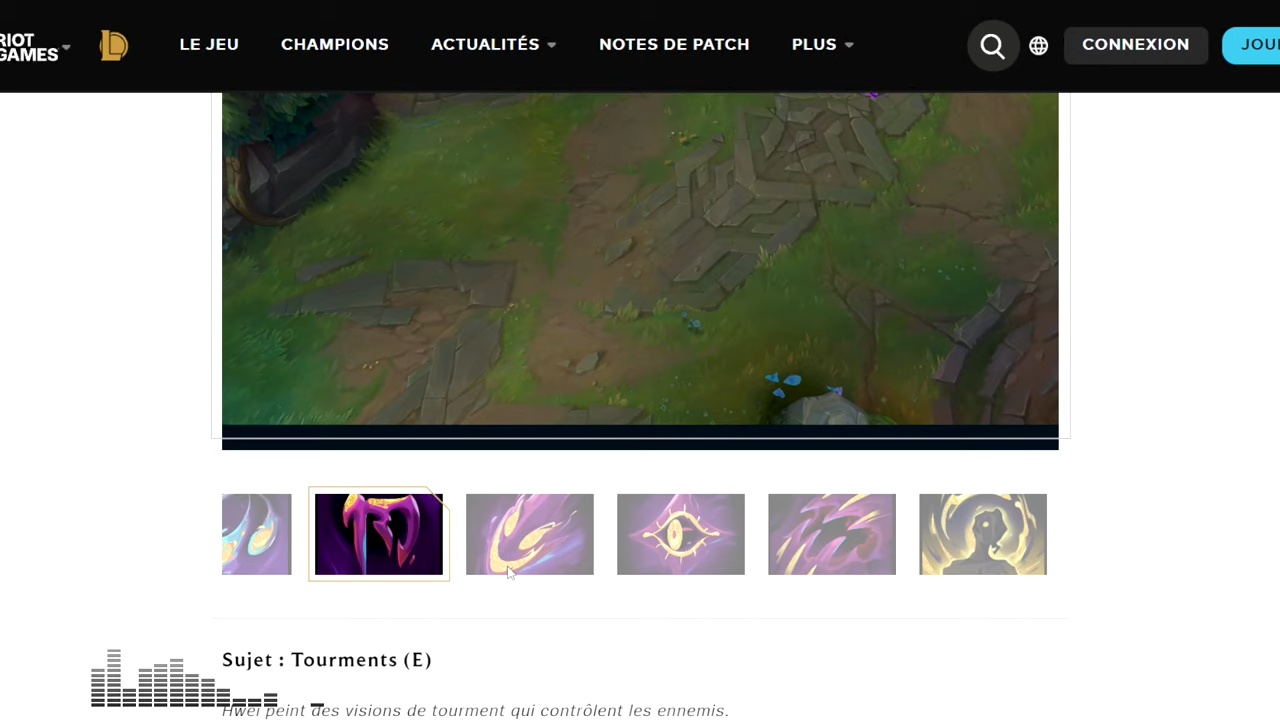 RIOT
GAMES
LE JEU
CHAMPIONS
ACTUALITÉS
NOTES DE PATCH
PLUS
CONNEXION
JOU
Sujet : Tourments (E)
Hwei peint des visions de tourment qui contrôlent les ennemis.